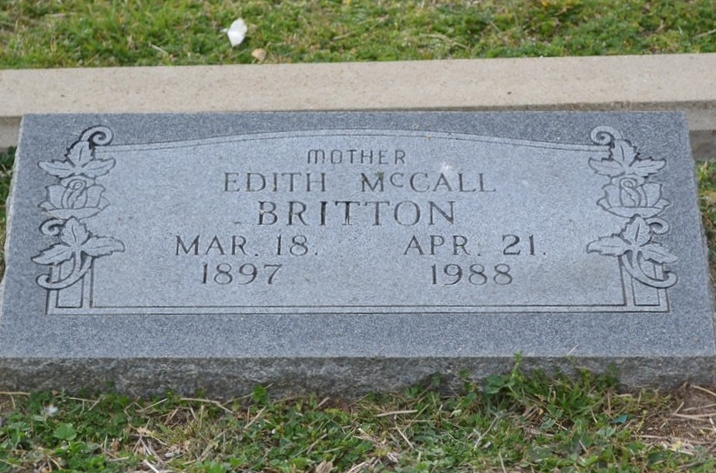 MOTHER
EDITH McCALL
BRITTON
MAR. 18. APR. 21.
1897 1988